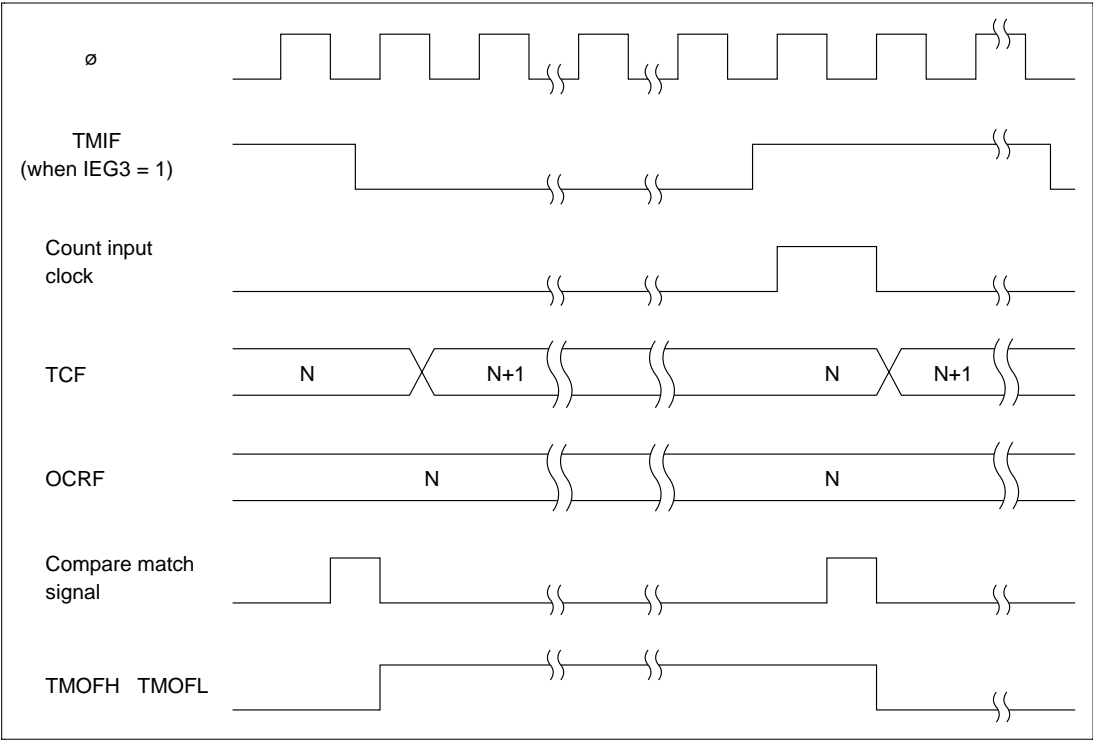 ø
TMIF
(when IEG3 = 1)
Count input
clock
TCF
N
N+1
N
N+1
OCRF
N
N
Compare match
signal
TMOFH TMOFL